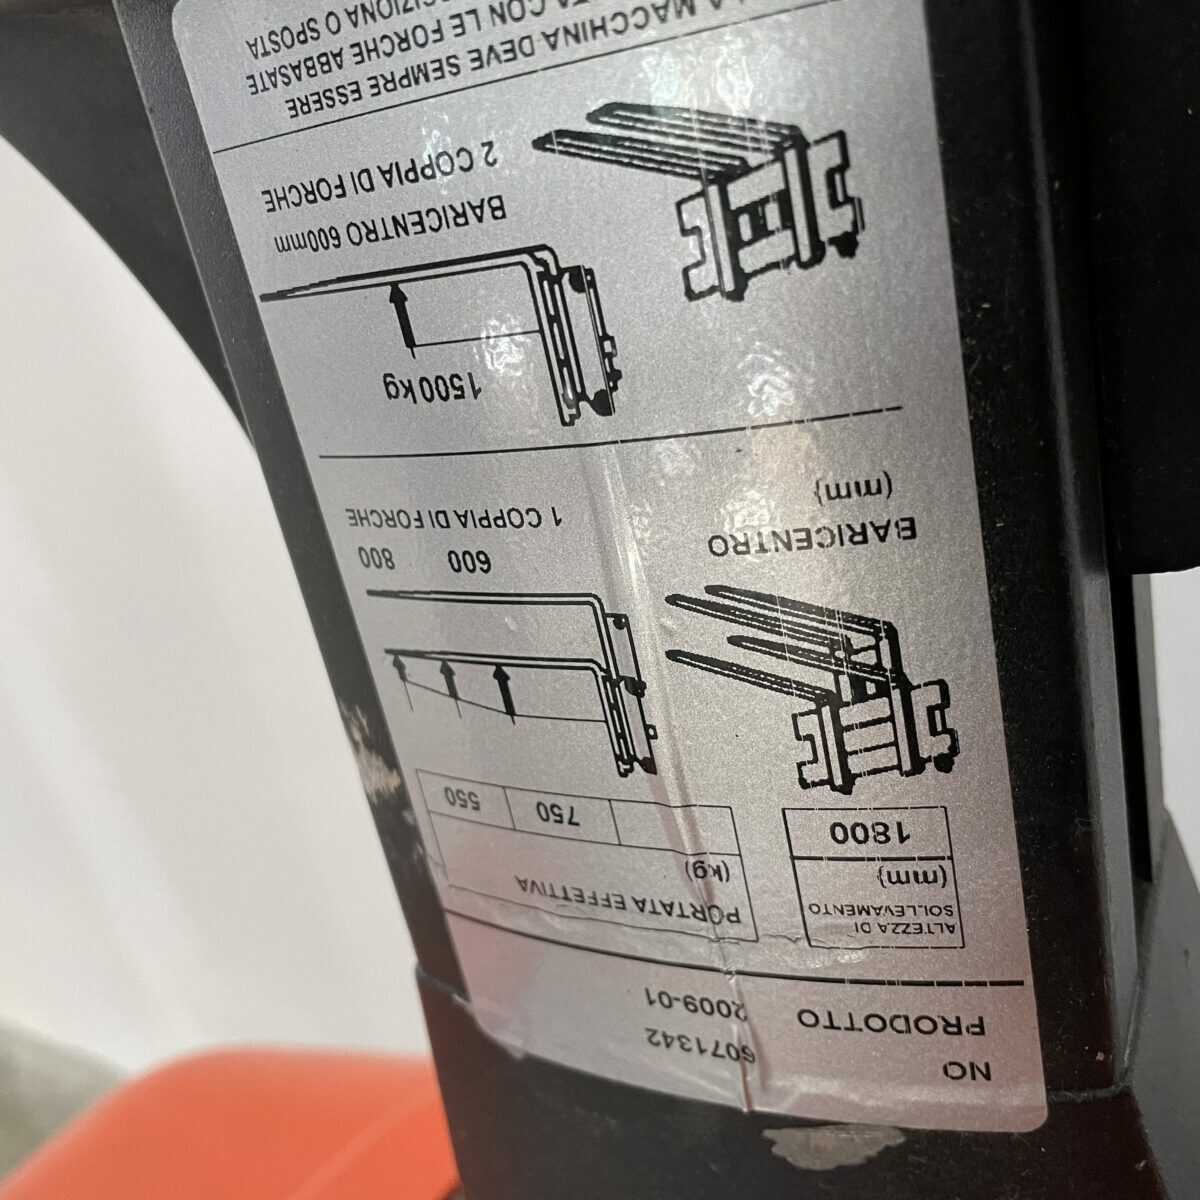 NO 6071342
PRODOTTO 2009-01
ALTEZZA DI
SOLLEVAMENTO
(mm)
1800
PORTATA EFFETTIVA
(kg)
750 550
BARICENTRO
(mm)
600 800
1 COPPIA DI FORCHE
1500kg
BARICENTRO 600mm
2 COPPIA DI FORCHE
LA MACCHINA DEVE SEMPRE ESSERE
CON LE FORCHE ABBASATE
O SPOSTA